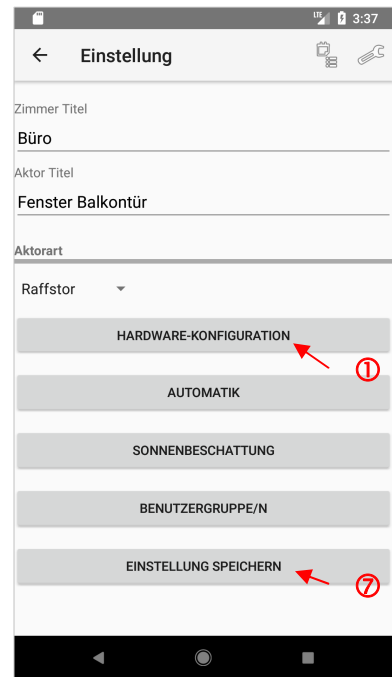 LTE 3:37
Einstellung
Zimmer Titel
Büro
Aktor Titel
Fenster Balkontür
Aktorart
Raffstor
HARDWARE-KONFIGURATION
①
AUTOMATIK
SONNENBESCHATTUNG
BENUTZERGRUPPE/N
EINSTELLUNG SPEICHERN
⑦